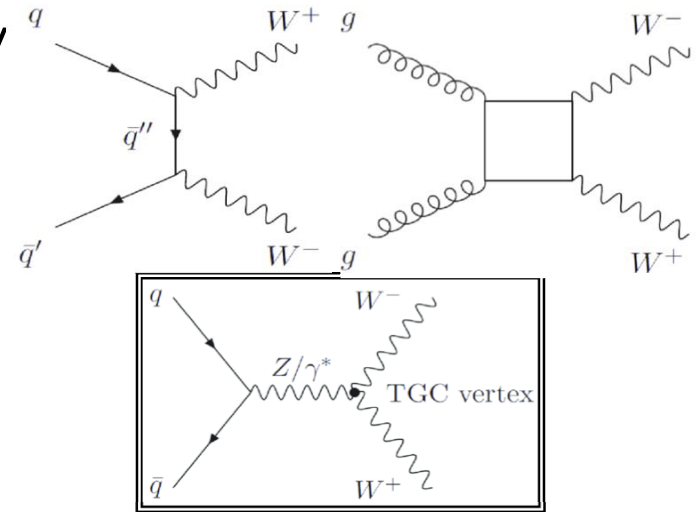 y
q W⁺
q̄′′
q̄′ W⁻
g W⁻
g W⁺
q W⁻
Z/γ*
TGC vertex
q̄ W⁺